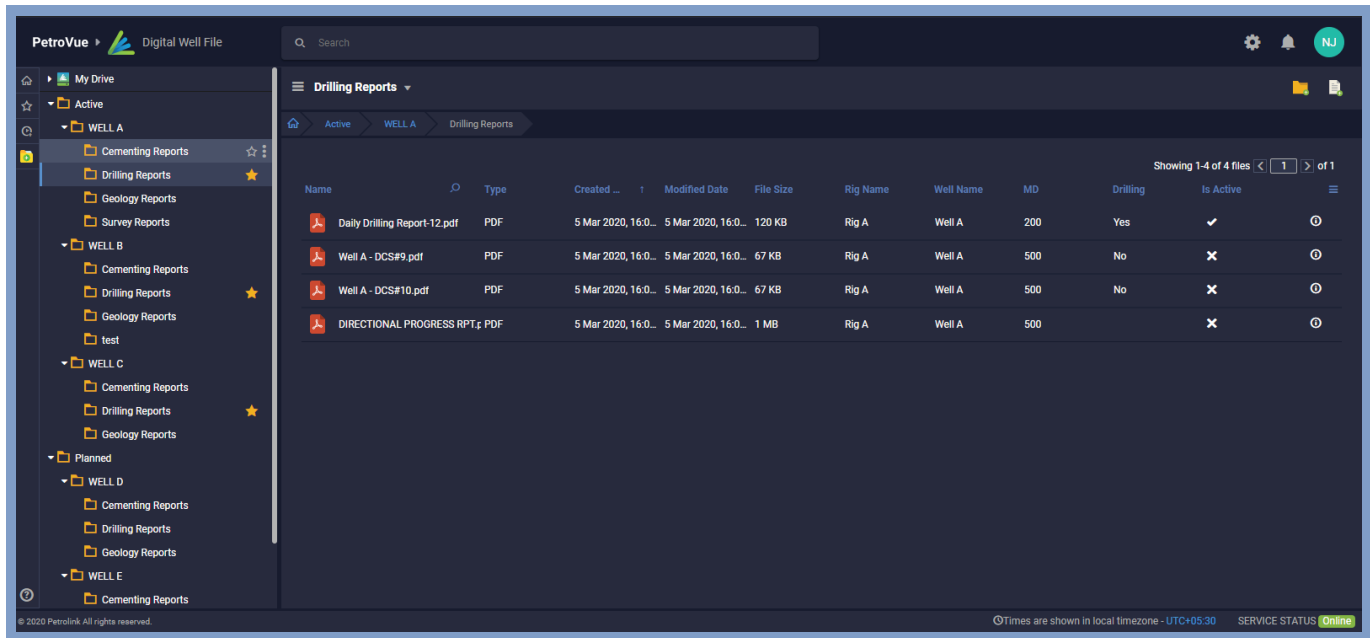 PetroVue Digital Well File Search NJ
My Drive
Active
WELL A
Cementing Reports
Drilling Reports
Geology Reports
Survey Reports
WELL B
Cementing Reports
Drilling Reports
Geology Reports
test
WELL C
Cementing Reports
Drilling Reports
Geology Reports
Planned
WELL D
Cementing Reports
Drilling Reports
Geology Reports
WELL E
Cementing Reports
Drilling Reports
Active WELL A Drilling Reports
Showing 1-4 of 4 files 1 of 1
Name Type Created ... ↑ Modified Date File Size Rig Name Well Name MD Drilling Is Active
Daily Drilling Report-12.pdf PDF 5 Mar 2020, 16:0... 5 Mar 2020, 16:0... 120 KB Rig A Well A 200 Yes
Well A - DCS#9.pdf PDF 5 Mar 2020, 16:0... 5 Mar 2020, 16:0... 67 KB Rig A Well A 500 No
Well A - DCS#10.pdf PDF 5 Mar 2020, 16:0... 5 Mar 2020, 16:0... 67 KB Rig A Well A 500 No
DIRECTIONAL PROGRESS RPT.p PDF 5 Mar 2020, 16:0... 5 Mar 2020, 16:0... 1 MB Rig A Well A 500
© 2020 Petrolink All rights reserved. Times are shown in local timezone - UTC+05:30 SERVICE STATUS Online